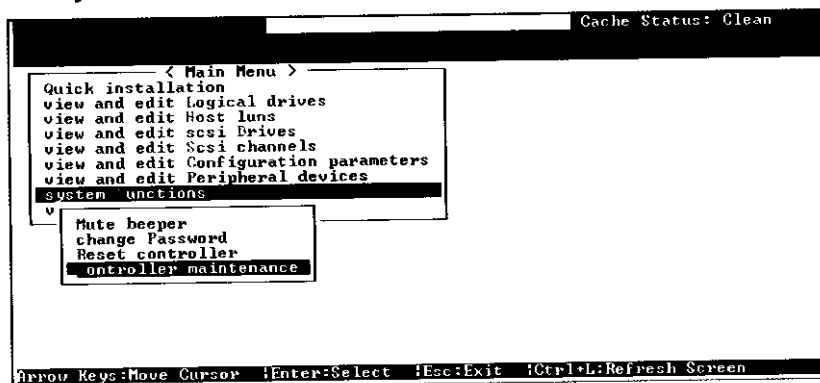 Cache Status: Clean
< Main Menu >
Quick installation
view and edit Logical drives
view and edit Host luns
view and edit scsi Drives
view and edit Scsi channels
view and edit Configuration parameters
view and edit Peripheral devices
system unctions
v
Mute beeper
change Password
Reset controller
ontroller maintenance
Arrow Keys:Move Cursor |Enter:Select |Esc:Exit |Ctrl+L:Refresh Screen